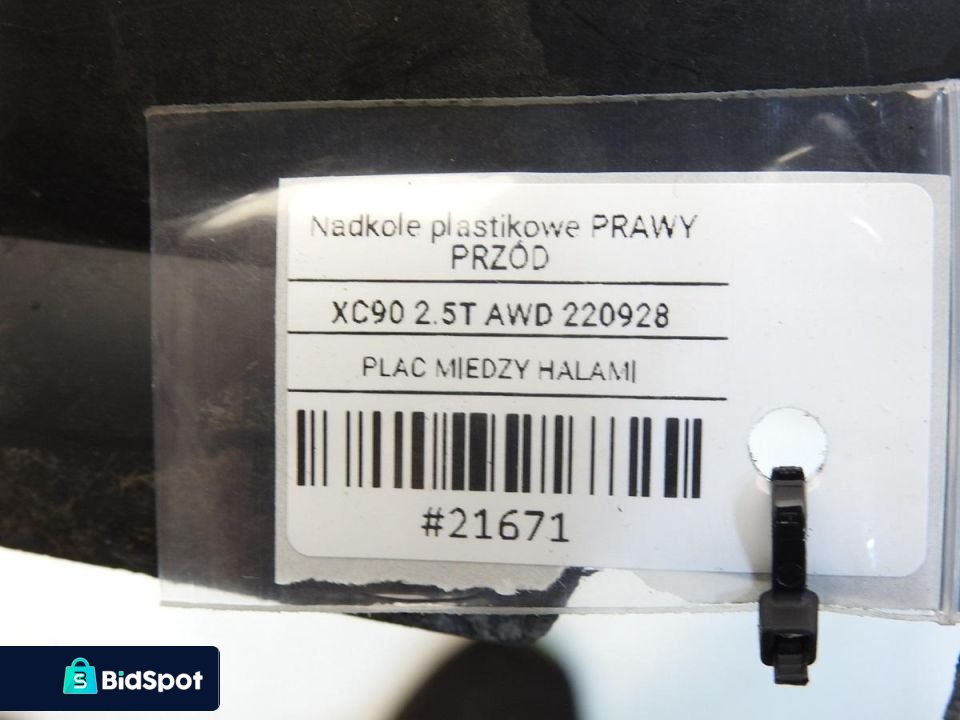 Nadkole plastikowe PRAWY
PRZÓD
XC90 2.5T AWD 220928
PLAC MIEDZY HALAMI
#21671
BidSpot